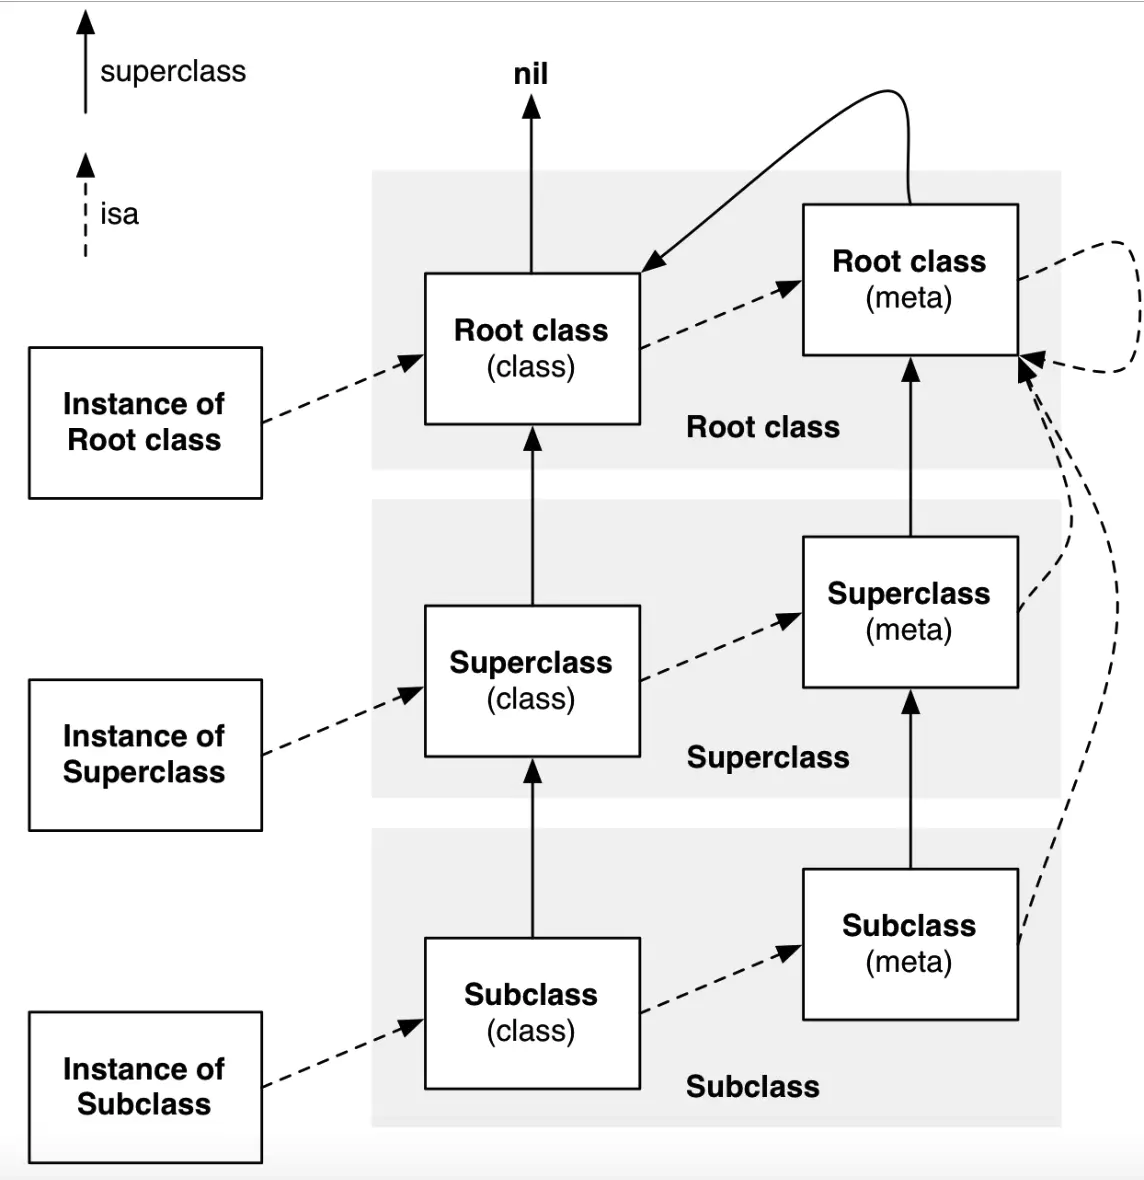 superclass
nil
isa
Root class
(meta)
Root class
(class)
Instance of
Root class
Root class
Superclass
(meta)
Superclass
(class)
Instance of
Superclass
Superclass
Subclass
(meta)
Subclass
(class)
Instance of
Subclass
Subclass